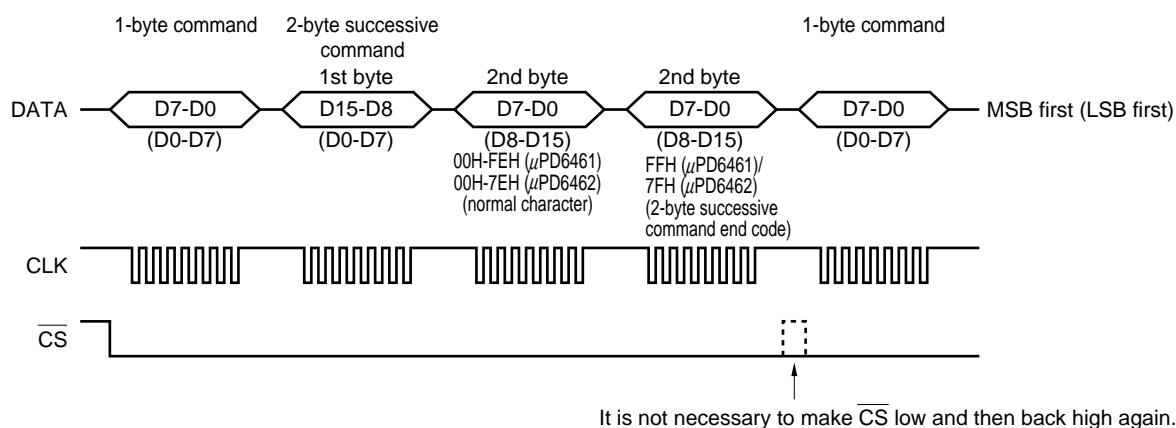 1-byte command
2-byte successive
command
1-byte command
1st byte
2nd byte
2nd byte
DATA
D7-D0
D15-D8
D7-D0
D7-D0
D7-D0
MSB first (LSB first)
(D0-D7)
(D0-D7)
(D8-D15)
(D8-D15)
(D0-D7)
00H-FEH (μPD6461)
00H-7EH (μPD6462)
(normal character)
FFH (μPD6461)/
7FH (μPD6462)
(2-byte successive
command end code)
CLK
CS
It is not necessary to make CS low and then back high again.